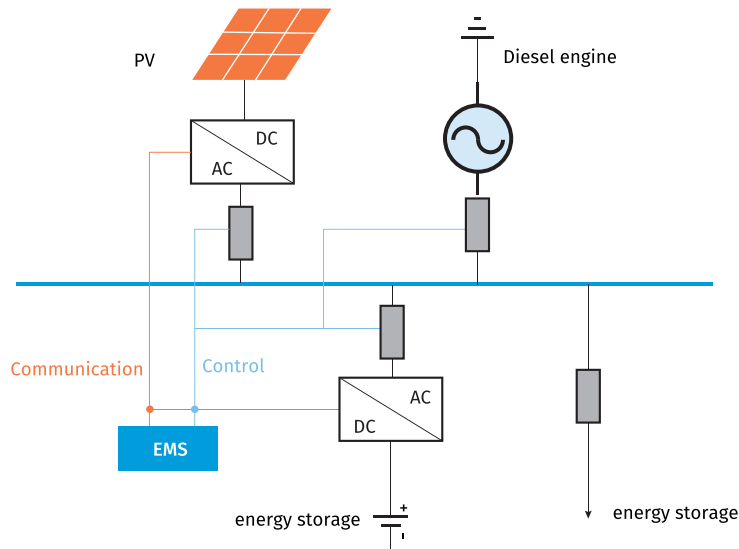 PV
Diesel engine
DC
AC
Communication
Control
AC
DC
EMS
energy storage
+
-
energy storage